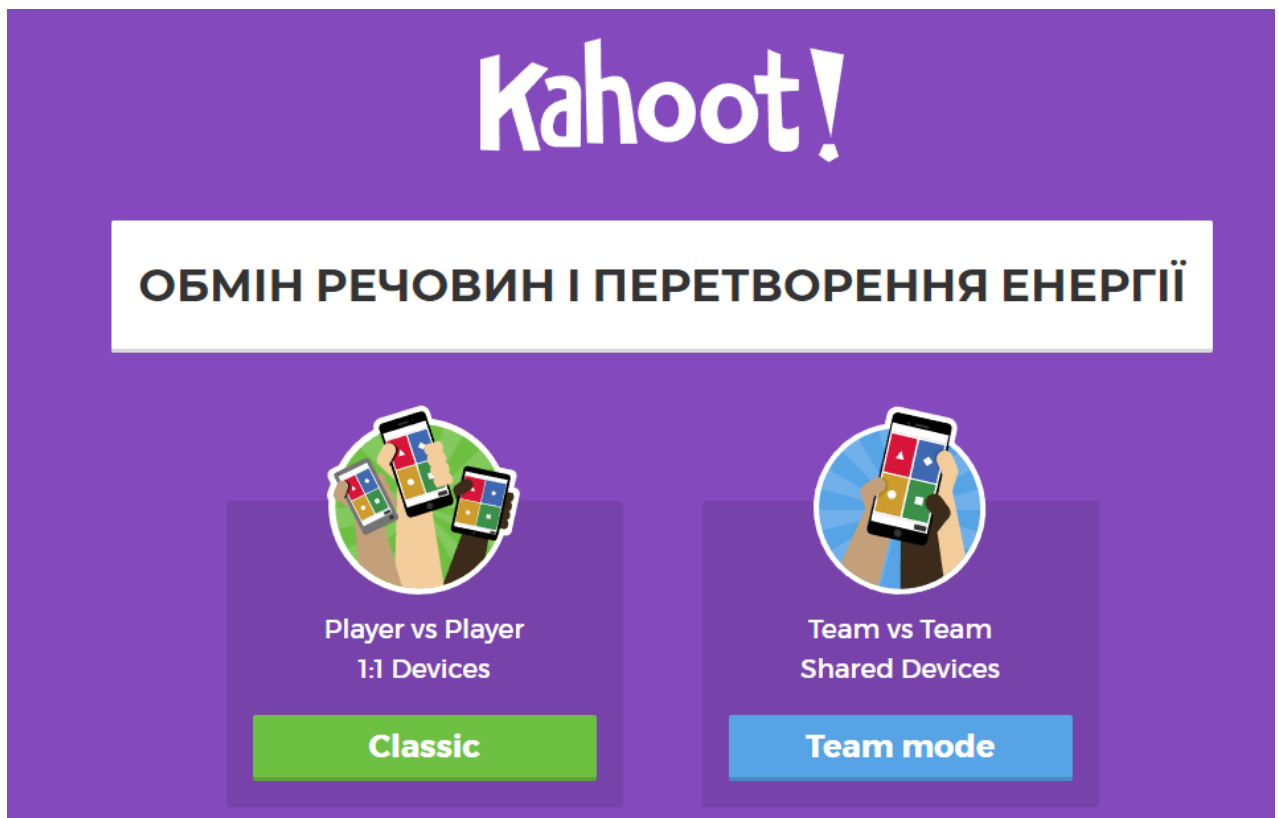 Kahoot!
ОБМІН РЕЧОВИН І ПЕРЕТВОРЕННЯ ЕНЕРГІЇ
Player vs Player
1:1 Devices
Classic
Team vs Team
Shared Devices
Team mode